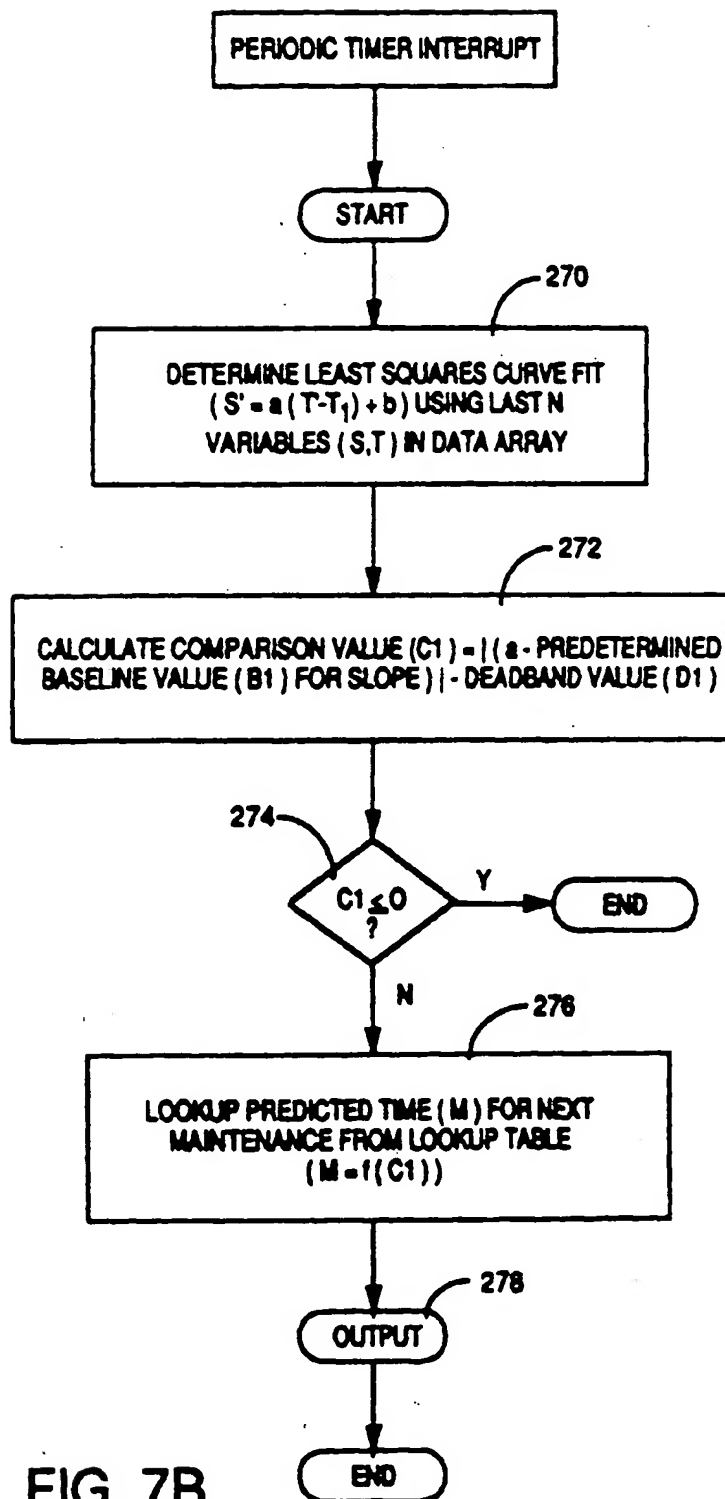 PERIODIC TIMER INTERRUPT
START
270
DETERMINE LEAST SQUARES CURVE FIT
( S' = a ( T'-T₁) + b ) USING LAST N
VARIABLES ( S,T ) IN DATA ARRAY
272
CALCULATE COMPARISON VALUE (C1) = | ( a - PREDETERMINED
BASELINE VALUE ( B1 ) FOR SLOPE ) | - DEADBAND VALUE ( D1 )
274
C1 ≤ 0
?
Y
END
N
276
LOOKUP PREDICTED TIME ( M ) FOR NEXT
MAINTENANCE FROM LOOKUP TABLE
( M = f ( C1 ) )
278
OUTPUT
END
FIG. 7B